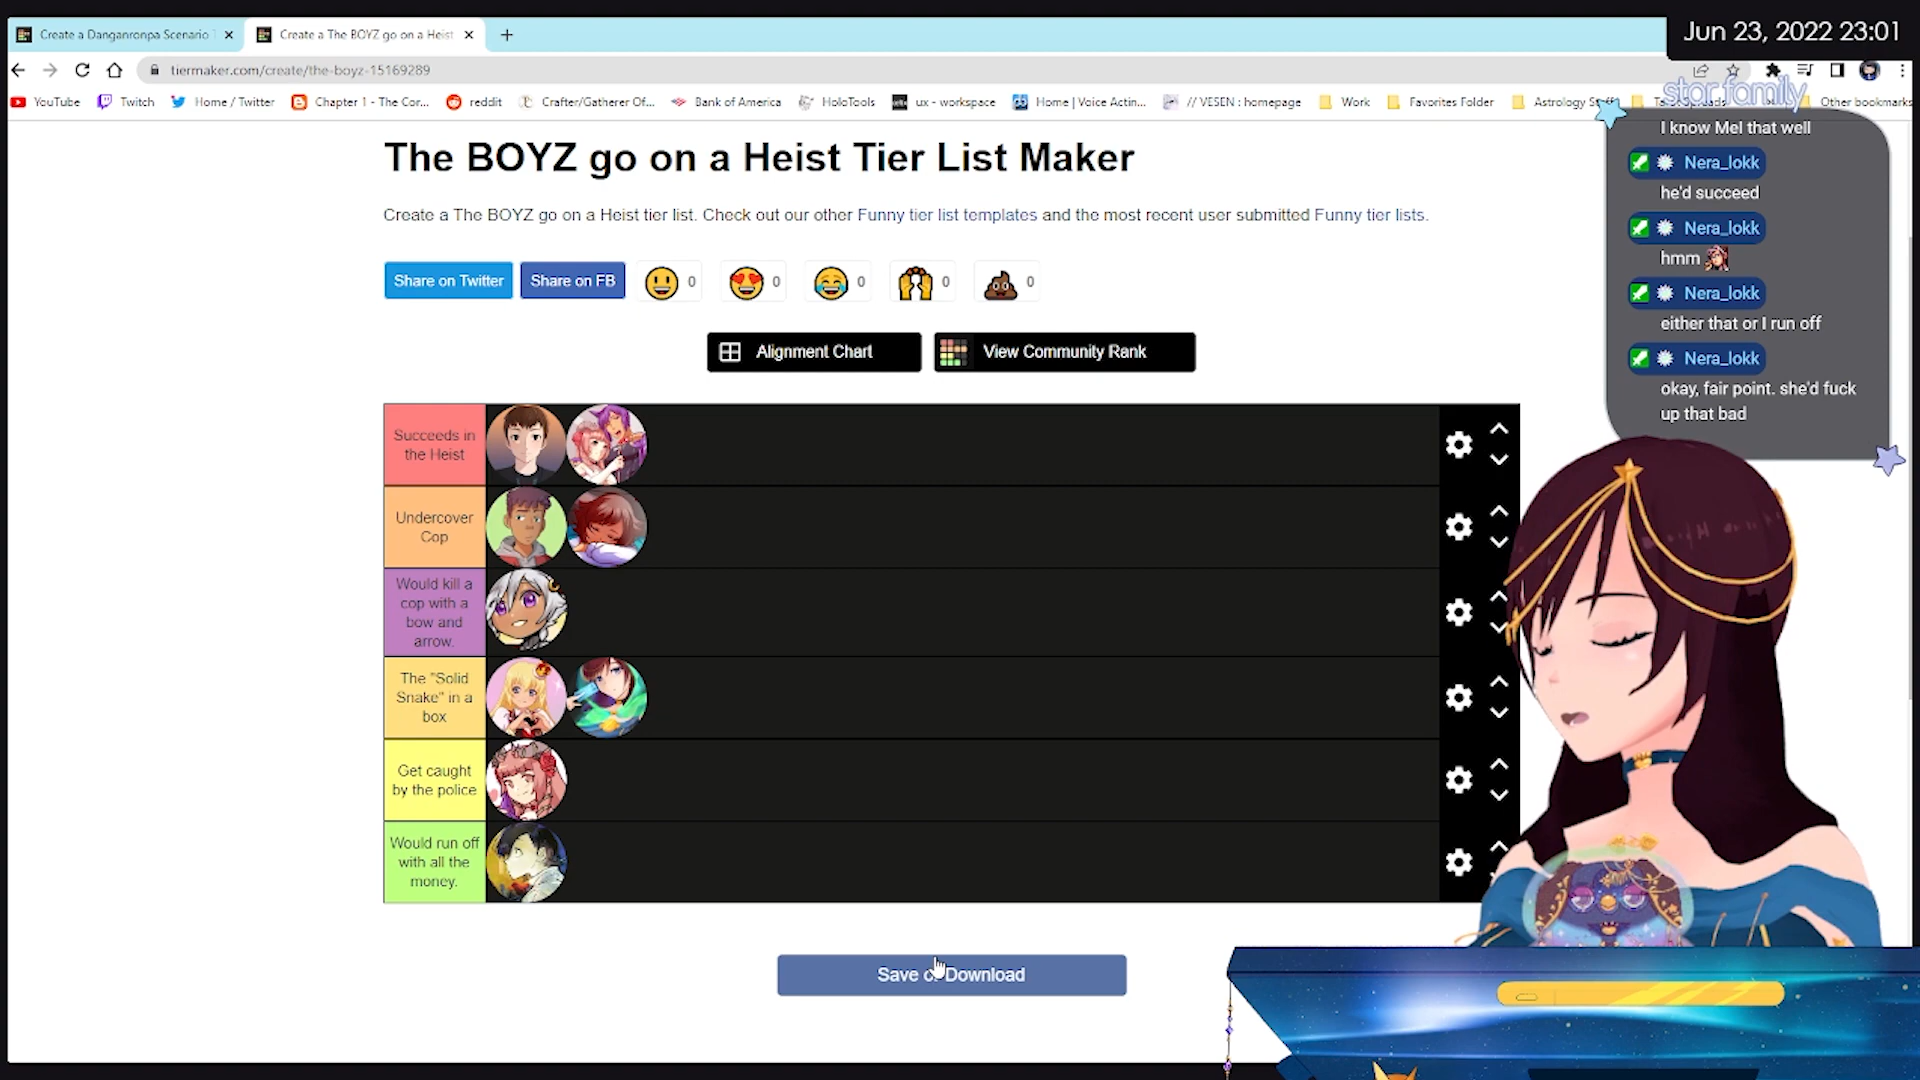 Create a Danganronpa Scenario
Create a The BOYZ go on a Heist
Jun 23, 2022 23:01
tiermaker.com/create/the-boyz-15169289
YouTube
Twitch
Home / Twitter
Chapter 1 - The Cor...
reddit
Crafter/Gatherer Of...
Bank of America
HoloTools
ux - workspace
Home | Voice Actin...
// VESEN : homepage
Work
Favorites Folder
Other bookmarks
star family
The BOYZ go on a Heist Tier List Maker
Create a The BOYZ go on a Heist tier list. Check out our other Funny tier list templates and the most recent user submitted Funny tier lists.
Share on Twitter
Share on FB
0
0
0
0
0
Alignment Chart
View Community Rank
Succeeds in
the Heist
Undercover
Cop
Would kill a
cop with a
bow and
arrow.
The "Solid
Snake" in a
box
Get caught
by the police
Would run off
with all the
money.
Save or Download
I know Mel that well
Nera_lokk
he'd succeed
Nera_lokk
hmm
Nera_lokk
either that or I run off
Nera_lokk
okay, fair point. she'd fuck
up that bad